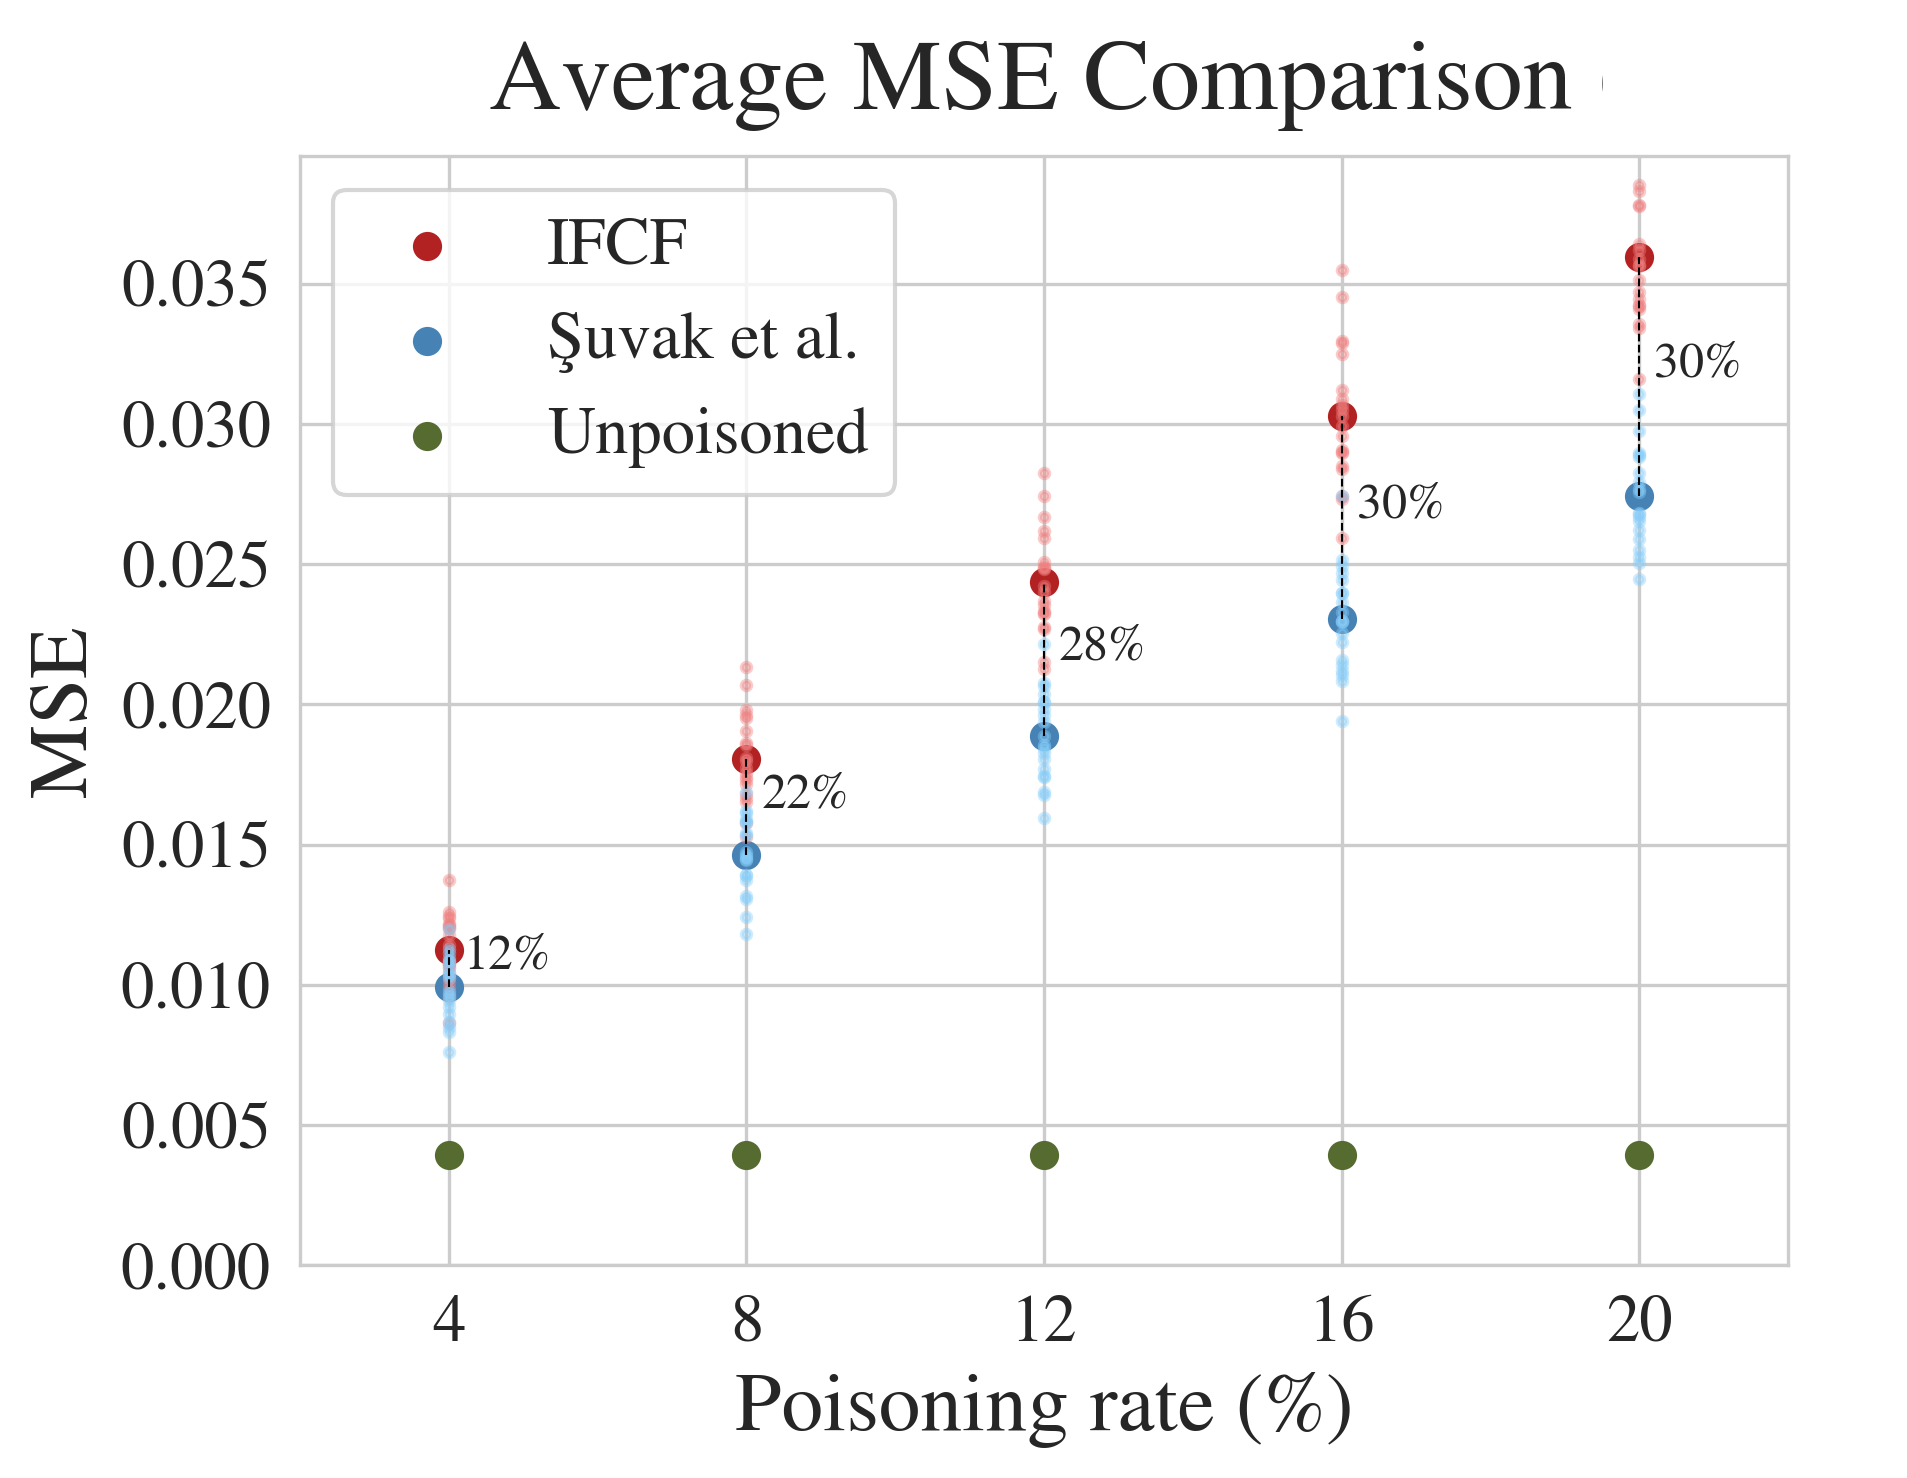 Average MSE Comparison
IFCF
Şuvak et al.
Unpoisoned
MSE
0.035
0.030
0.025
0.020
0.015
0.010
0.005
0.000
12%
22%
28%
30%
30%
4 8 12 16 20
Poisoning rate (%)